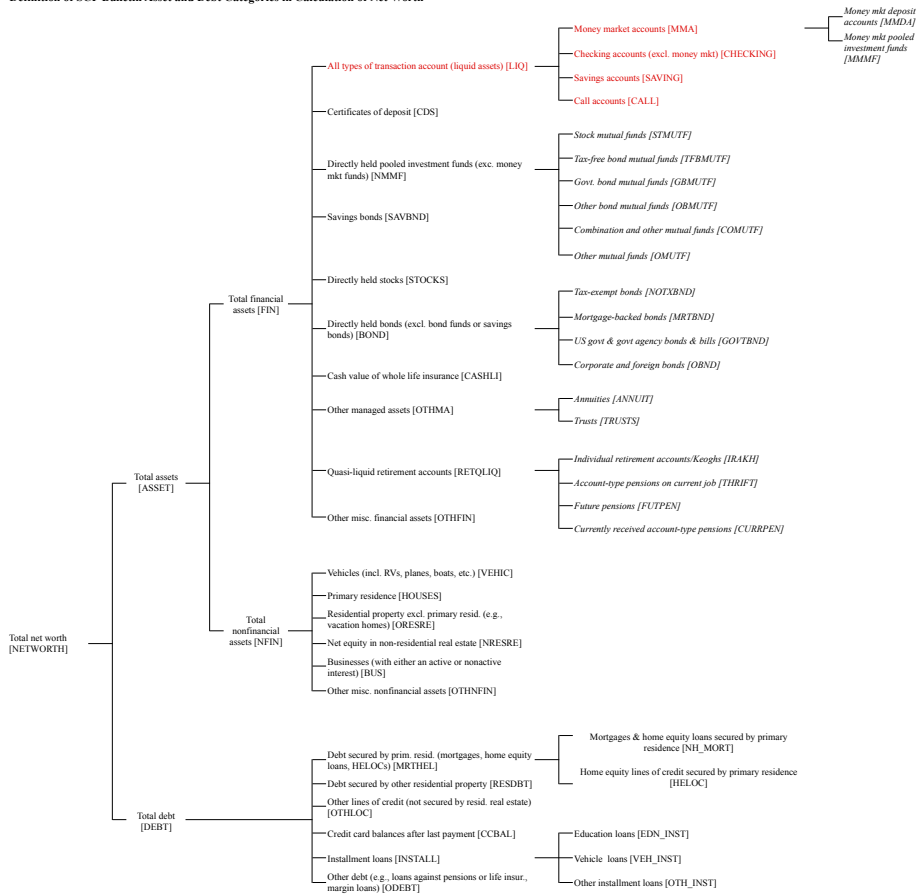 Definition of SCF Bulletin Asset and Debt Categories in Calculation of Net Worth
Money mkt deposit
accounts [MMDA]
Money mkt pooled
investment funds
[MMMF]
Money market accounts [MMA]
Checking accounts (excl. money mkt) [CHECKING]
Savings accounts [SAVING]
Call accounts [CALL]
All types of transaction account (liquid assets) [LIQ]
Certificates of deposit [CDS]
Directly held pooled investment funds (exc. money
mkt funds) [NMMF]
Stock mutual funds [STMUTF]
Tax-free bond mutual funds [TFBMUTF]
Govt. bond mutual funds [GBMUTF]
Other bond mutual funds [OBMUTF]
Combination and other mutual funds [COMUTF]
Other mutual funds [OMUTF]
Savings bonds [SAVBND]
Directly held stocks [STOCKS]
Total financial
assets [FIN]
Directly held bonds (excl. bond funds or savings
bonds) [BOND]
Tax-exempt bonds [NOTXBND]
Mortgage-backed bonds [MRTBND]
US govt & govt agency bonds & bills [GOVTBND]
Corporate and foreign bonds [OBND]
Cash value of whole life insurance [CASHLI]
Other managed assets [OTHMA]
Annuities [ANNUIT]
Trusts [TRUSTS]
Quasi-liquid retirement accounts [RETQLIQ]
Individual retirement accounts/Keoghs [IRAKH]
Account-type pensions on current job [THRIFT]
Future pensions [FUTPEN]
Currently received account-type pensions [CURRPEN]
Other misc. financial assets [OTHFIN]
Total assets
[ASSET]
Vehicles (incl. RVs, planes, boats, etc.) [VEHIC]
Primary residence [HOUSES]
Residential property excl. primary resid. (e.g.,
vacation homes) [ORESRE]
Total
nonfinancial
assets [NFIN]
Net equity in non-residential real estate [NRESRE]
Businesses (with either an active or nonactive
interest) [BUS]
Other misc. nonfinancial assets [OTHNFIN]
Total net worth
[NETWORTH]
Debt secured by prim. resid. (mortgages, home equity
loans, HELOCs) [MRTHEL]
Mortgages & home equity loans secured by primary
residence [NH_MORT]
Home equity lines of credit secured by primary residence
[HELOC]
Debt secured by other residential property [RESDBT]
Other lines of credit (not secured by resid. real estate)
[OTHLOC]
Total debt
[DEBT]
Credit card balances after last payment [CCBAL]
Installment loans [INSTALL]
Education loans [EDN_INST]
Vehicle loans [VEH_INST]
Other installment loans [OTH_INST]
Other debt (e.g., loans against pensions or life insur.,
margin loans) [ODEBT]